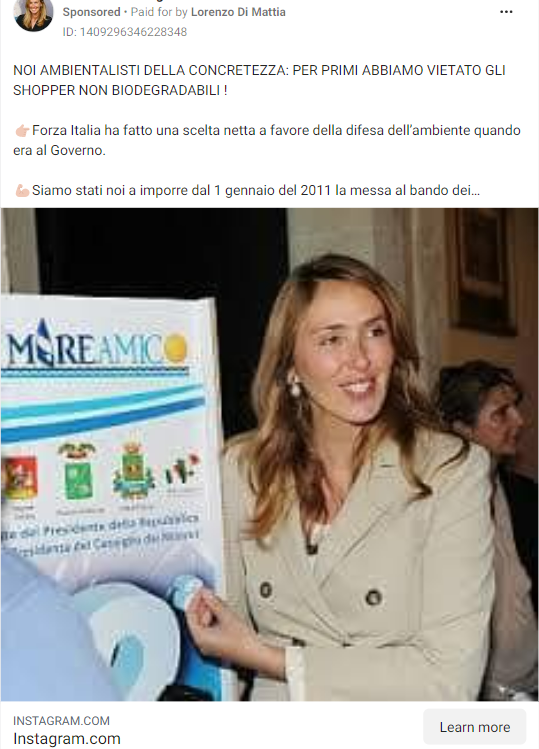 Sponsored • Paid for by Lorenzo Di Mattia
ID: 1409296346228348
NOI AMBIENTALISTI DELLA CONCRETEZZA: PER PRIMI ABBIAMO VIETATO GLI
SHOPPER NON BIODEGRADABILI !
👉🏻Forza Italia ha fatto una scelta netta a favore della difesa dell'ambiente quando
era al Governo.
💪🏻Siamo stati noi a imporre dal 1 gennaio del 2011 la messa al bando dei...
MAREAMICO
te del Presidente della Repubblica
Presidenza del Consiglio dei Ministri
INSTAGRAM.COM
Instagram.com
Learn more